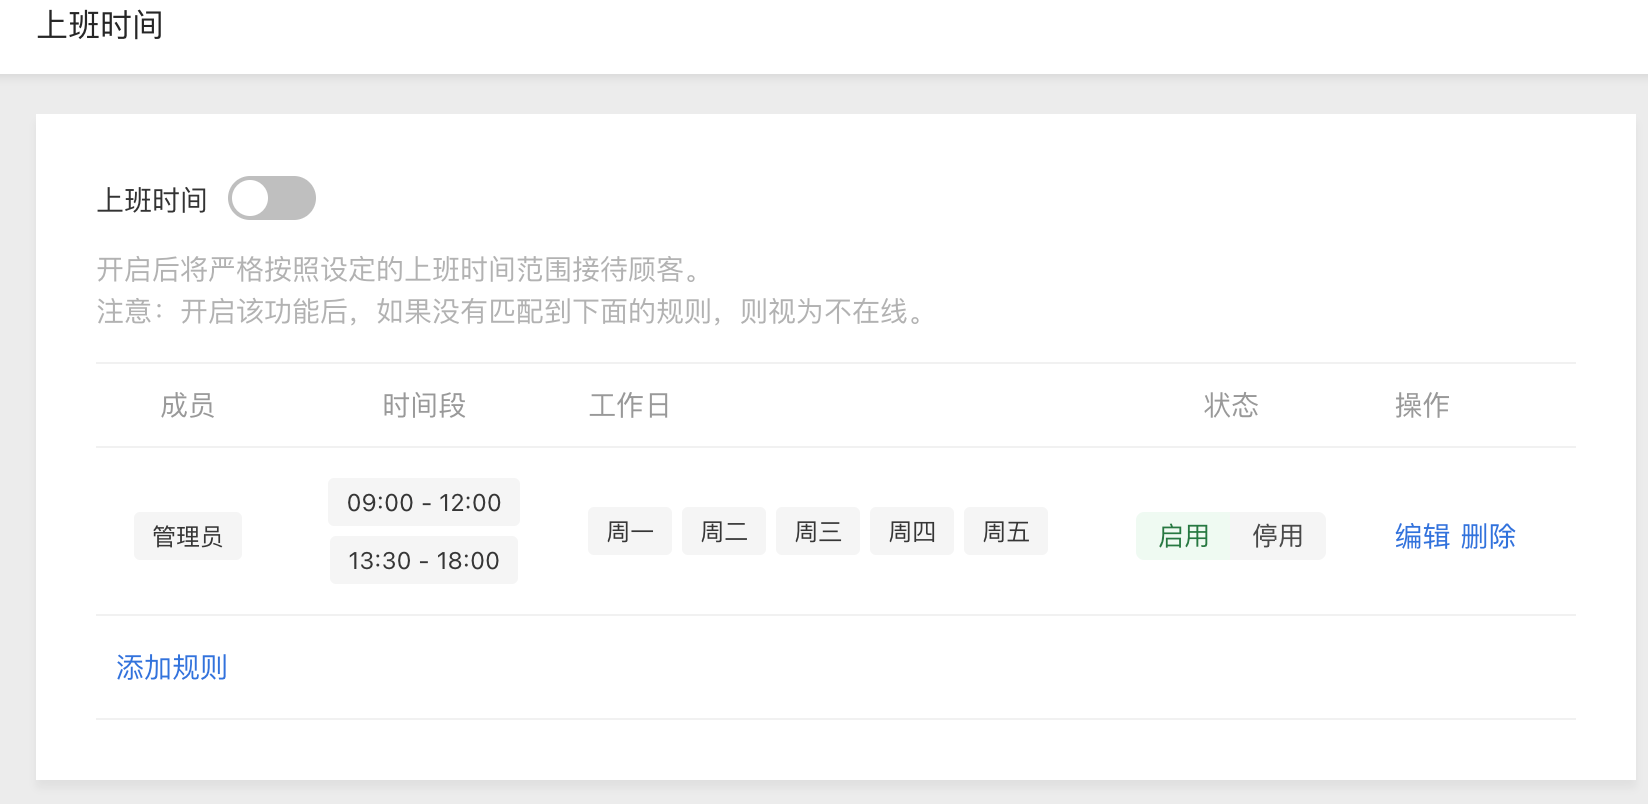 上班时间
上班时间
开启后将严格按照设定的上班时间范围接待顾客。
注意：开启该功能后，如果没有匹配到下面的规则，则视为不在线。
成员 时间段 工作日 状态 操作
管理员 09:00 - 12:00 周一 周二 周三 周四 周五 启用 停用 编辑 删除
13:30 - 18:00
添加规则